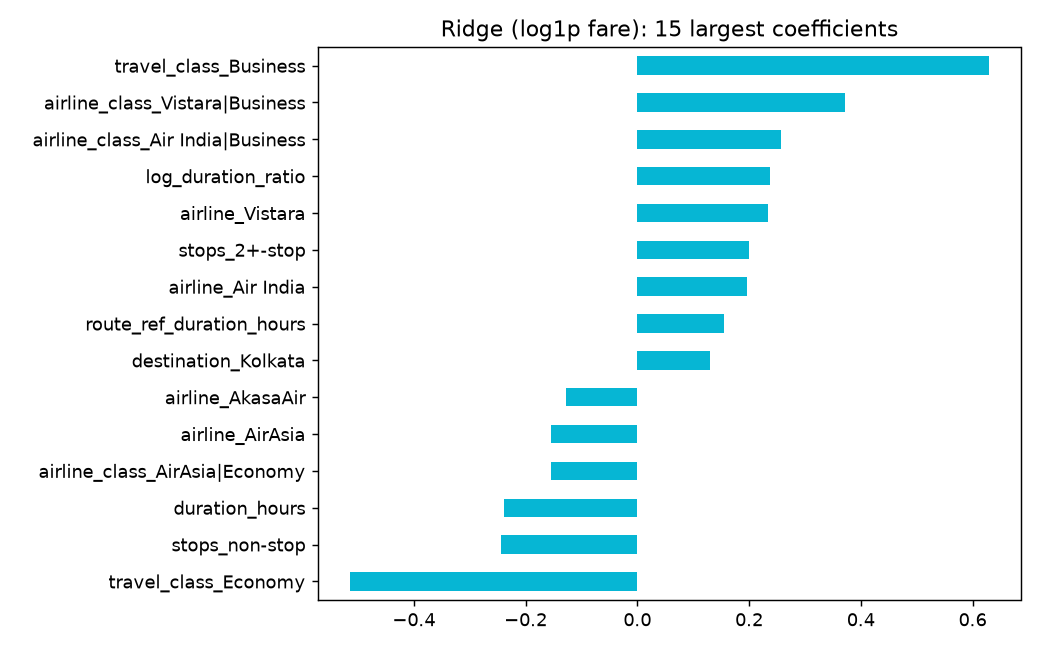 Ridge (log1p fare): 15 largest coefficients
travel_class_Business
airline_class_Vistara|Business
airline_class_Air India|Business
log_duration_ratio
airline_Vistara
stops_2+-stop
airline_Air India
route_ref_duration_hours
destination_Kolkata
airline_AkasaAir
airline_AirAsia
airline_class_AirAsia|Economy
duration_hours
stops_non-stop
travel_class_Economy
−0.4 −0.2 0.0 0.2 0.4 0.6